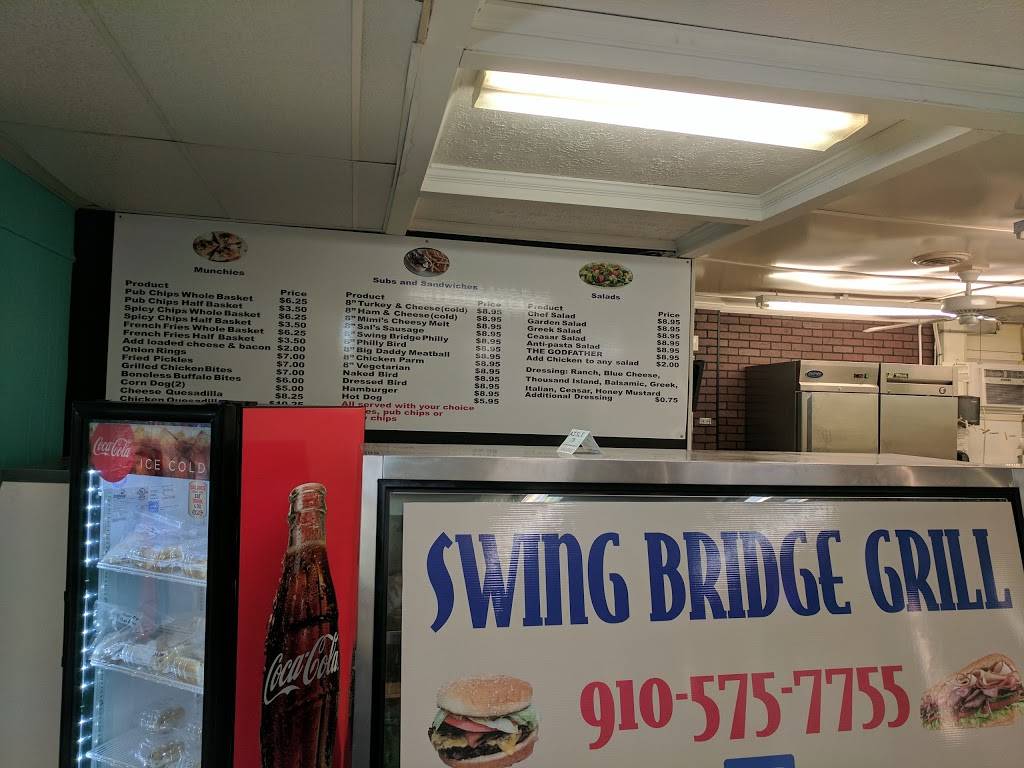 Munchies
Product Price
Pub Chips Whole Basket $6.25
Pub Chips Half Basket $3.50
Spicy Chips Whole Basket $6.25
Spicy Chips Half Basket $3.50
French Fries Whole Basket $6.25
French Fries Half Basket $3.50
Add loaded cheese & bacon $2.00
Onion Rings $7.00
Fried Pickles $7.00
Grilled Chicken Bites $7.00
Boneless Buffalo Bites $6.00
Corn Dog(2) $5.00
Cheese Quesadilla $8.25
Chicken Quesadilla $10.25
Subs and Sandwiches
Product Price
8" Turkey & Cheese(cold) $8.95
8" Ham & Cheese(cold) $8.95
8" Mimi's Cheesy Melt $8.95
8" Sal's Sausage $8.95
8" Swing Bridge Philly $8.95
8" Philly Bird $8.95
8" Big Daddy Meatball $8.95
8" Chicken Parm $8.95
8" Vegetarian $8.95
Naked Bird $8.95
Dressed Bird $8.95
Hamburger $8.95
Hot Dog $5.95
All served with your choice
pub chips or
chips
Salads
Product Price
Chef Salad $8.95
Garden Salad $8.95
Greek Salad $8.95
Ceasar Salad $8.95
Anti-pasta Salad $8.95
THE GODFATHER $8.95
Add Chicken to any salad $2.00
Dressing: Ranch, Blue Cheese,
Thousand Island, Balsamic, Greek,
Italian, Ceasar, Honey Mustard
Additional Dressing $0.75
Coca-Cola
ICE COLD
Coca-Cola
SWING BRIDGE GRILL
910-575-7755